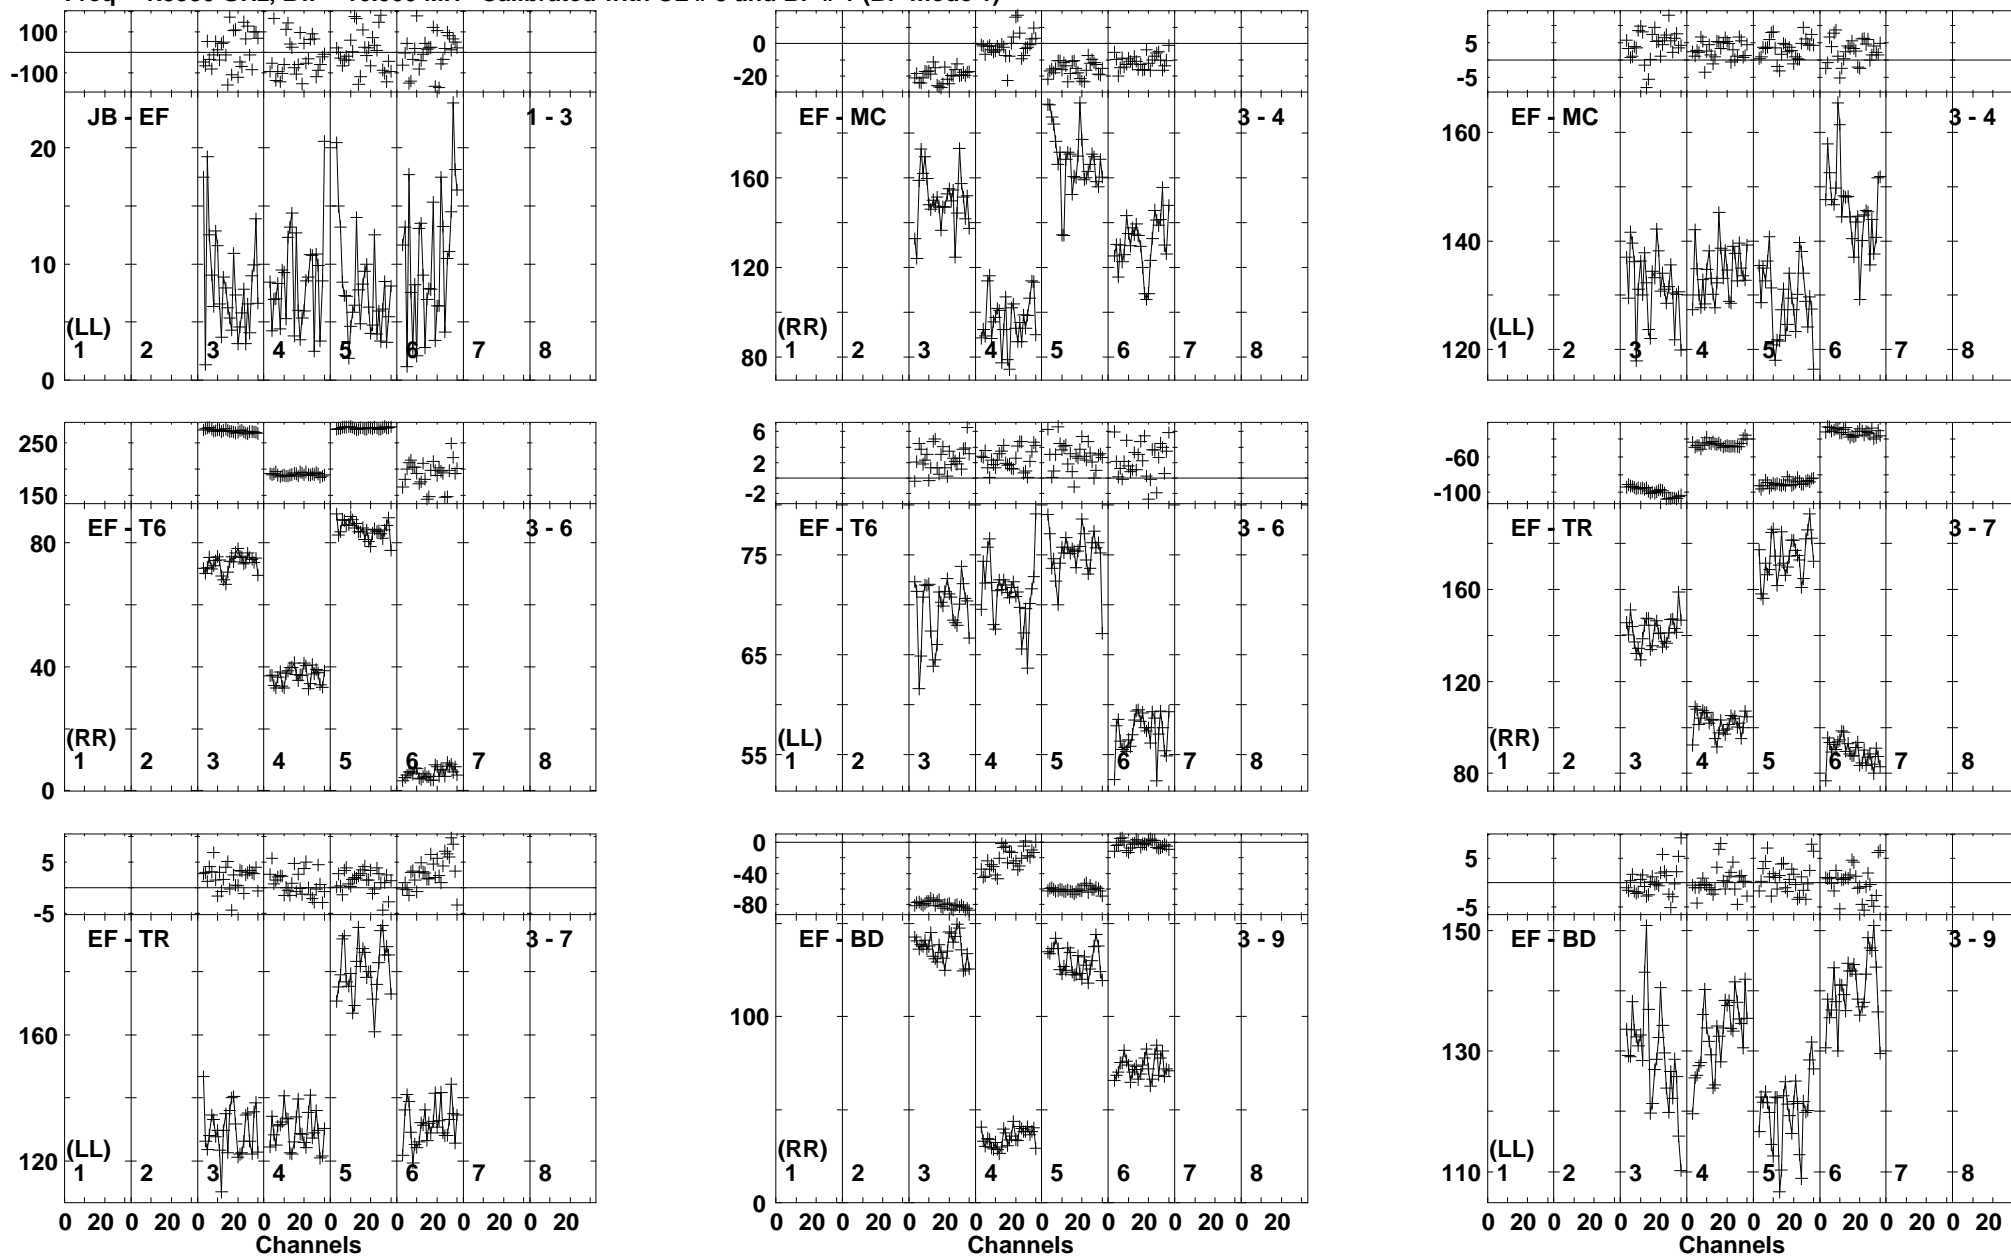 100
-100
JB - EF 1 - 3
20
10
(LL)
0
1 2 3 4 5 6 7 8
0
-20
EF - MC 3 - 4
160
120
(RR)
80
1 2 3 4 5 6 7 8
5
-5
EF - MC 3 - 4
160
140
(LL)
120
1 2 3 4 5 6 7 8
250
150
EF - T6 3 - 6
80
40
(RR)
0
1 2 3 4 5 6 7 8
6
2
-2
EF - T6 3 - 6
75
65
(LL)
55
1 2 3 4 5 6 7 8
-60
-100
EF - TR 3 - 7
160
120
(RR)
80
1 2 3 4 5 6 7 8
5
-5
EF - TR 3 - 7
160
(LL)
120
1 2 3 4 5 6 7 8
0 20 0 20 0 20 0 20 0 20 0 20 0 20 0 20
Channels
0
-40
-80
EF - BD 3 - 9
100
(RR)
0
1 2 3 4 5 6 7 8
0 20 0 20 0 20 0 20 0 20 0 20 0 20 0 20
Channels
5
-5
EF - BD 3 - 9
150
130
(LL)
110
1 2 3 4 5 6 7 8
0 20 0 20 0 20 0 20 0 20 0 20 0 20 0 20
Channels